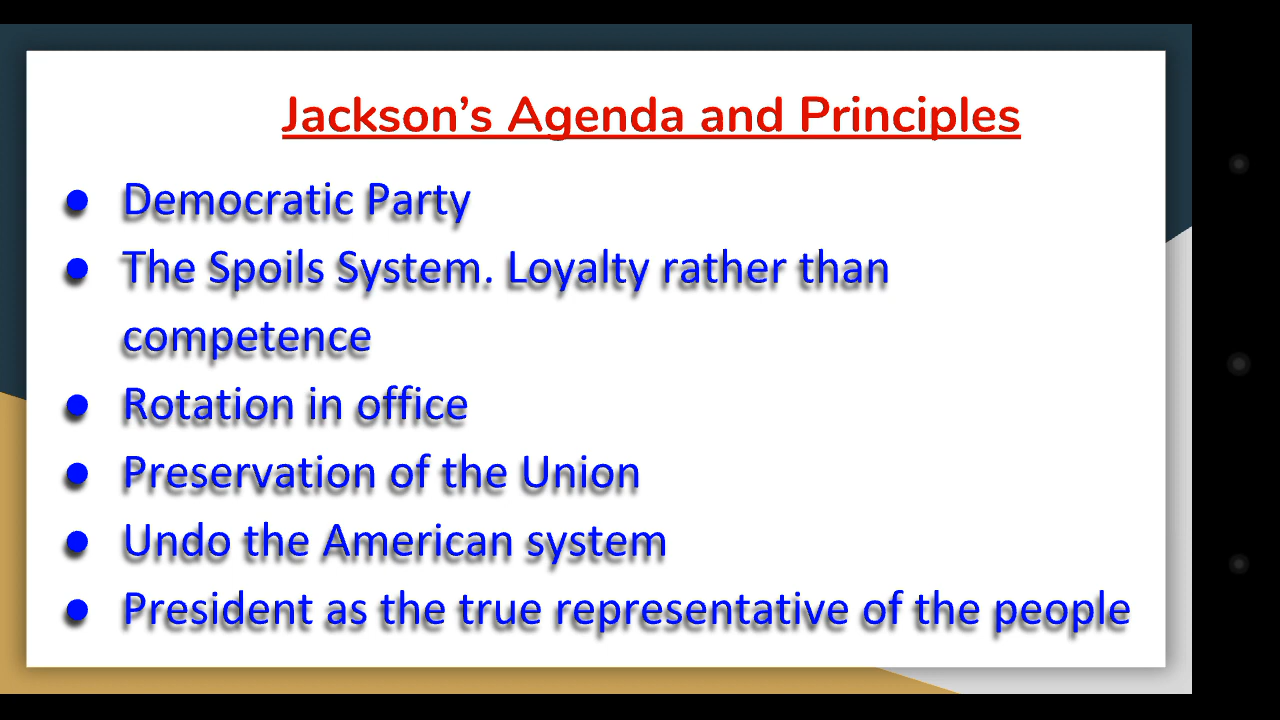 Jackson’s Agenda and Principles
● Democratic Party
● The Spoils System. Loyalty rather than
competence
● Rotation in office
● Preservation of the Union
● Undo the American system
● President as the true representative of the people